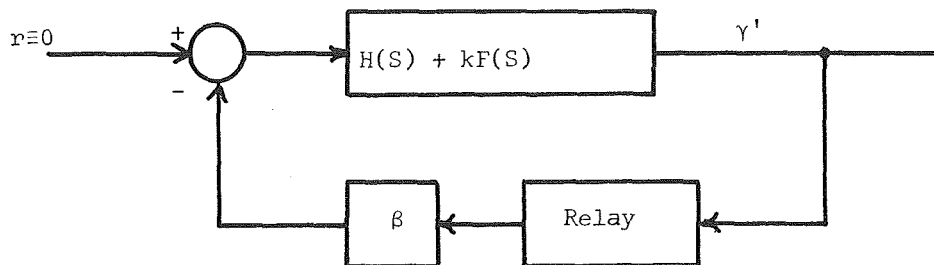 r≡0
+
-
H(S) + kF(S)
γ'
β
Relay